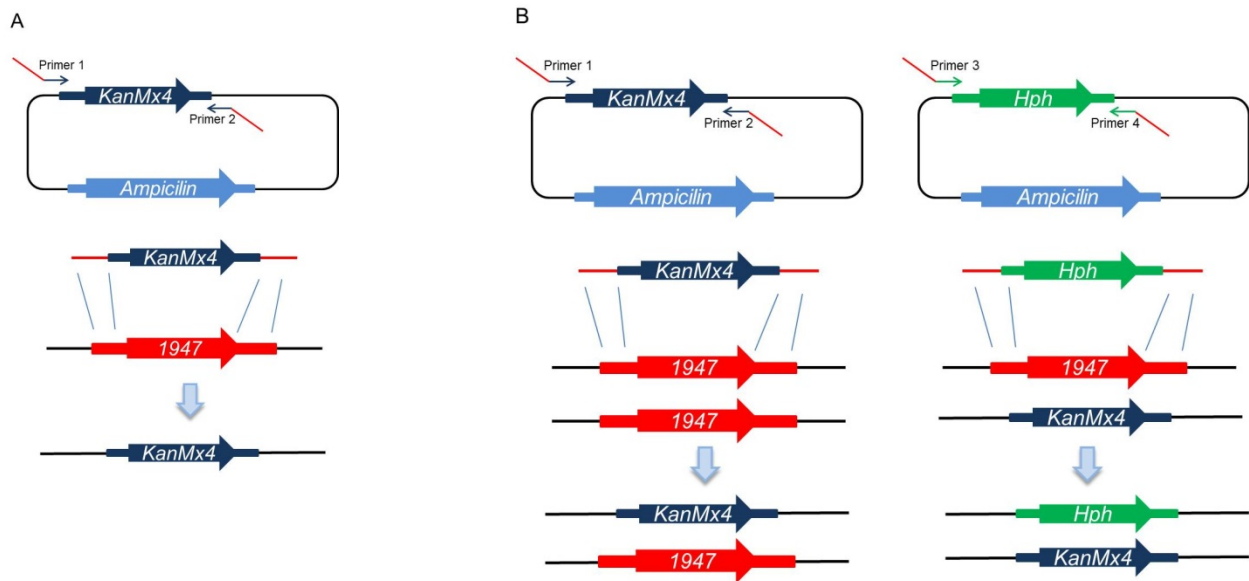 A
Primer 1
KanMx4
Primer 2
Ampicilin
KanMx4
1947
KanMx4
B
Primer 1
KanMx4
Primer 2
Ampicilin
KanMx4
1947
1947
KanMx4
1947
Primer 3
Hph
Primer 4
Ampicilin
Hph
1947
KanMx4
Hph
KanMx4